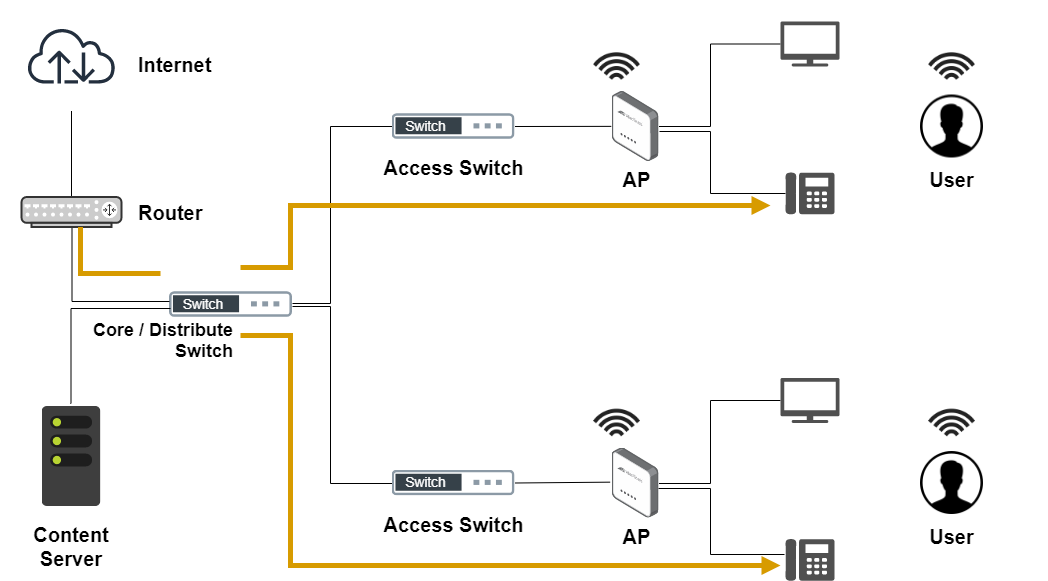 Internet
Switch
Access Switch
AP
User
Router
Switch
Core / Distribute
Switch
Switch
Access Switch
AP
User
Content
Server